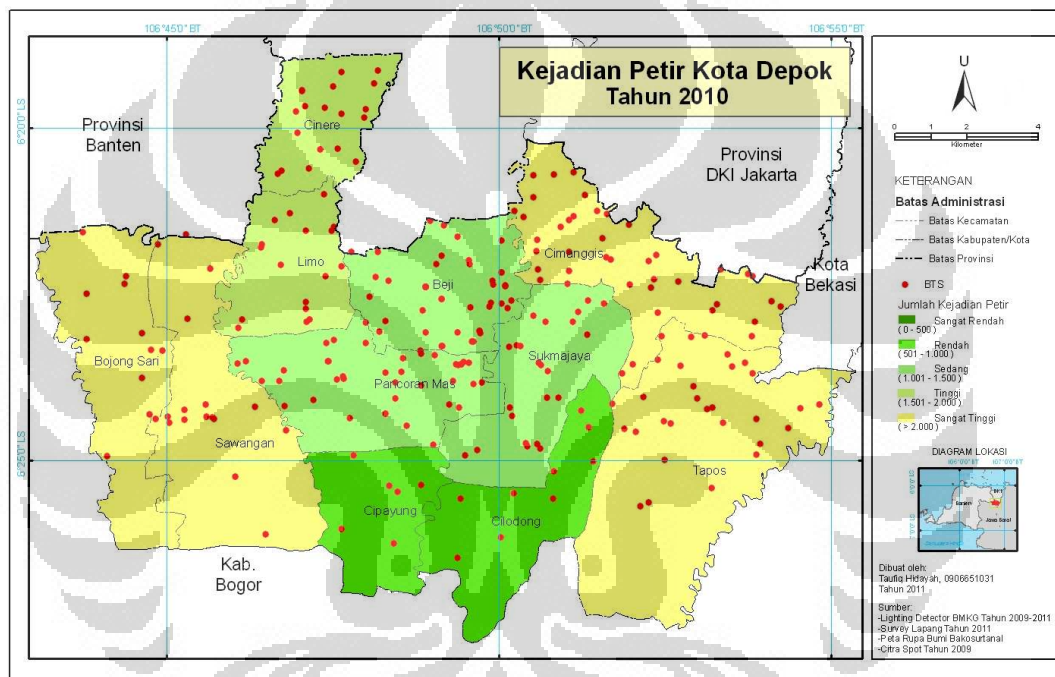 106°45'0" BT
106°50'0" BT
106°55'0" BT
Kejadian Petir Kota Depok
Tahun 2010
6°20'0" LS
6°25'0" LS
Provinsi
Banten
Provinsi
DKI Jakarta
Kota
Bekasi
Kab.
Bogor
Cinere
Limo
Beji
Cimanggis
Bojong Sari
Pancoran Mas
Sukmajaya
Sawangan
Cipayung
Cilodong
Tapos
U
0 1 2 4
Kilometer
KETERANGAN
Batas Administrasi
Batas Kecamatan
Batas Kabupaten/Kota
Batas Provinsi
BTS
Jumlah Kejadian Petir
Sangat Rendah
( 0 - 500)
Rendah
(501 - 1.000)
Sedang
(1.001 - 1.500)
Tinggi
(1.501 - 2.000)
Sangat Tinggi
(> 2.000)
DIAGRAM LOKASI
Banten
Jawa Barat
Dibuat oleh:
Taufiq Hidayah, 0906651031
Tahun 2011
Sumber:
-Lighting Detector BMKG Tahun 2009-2011
-Survey Lapang Tahun 2011
-Peta Rupa Bumi Bakosurtanal
-Citra Spot Tahun 2009